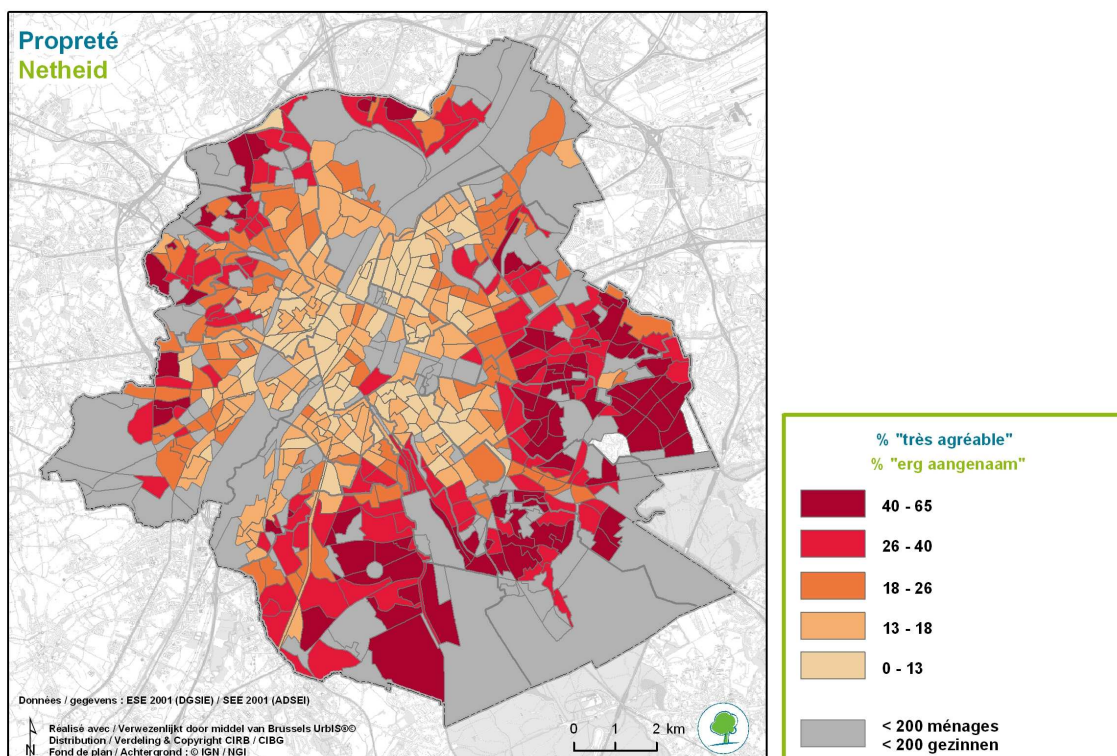 Propreté
Netheid
Données / gegevens : ESE 2001 (DGSIE) / SEE 2001 (ADSEI)
N
Réalisé avec / Verwezenlijkt door middel van Brussels UrbIS®©
Distribution / Verdeling & Copyright CIRB / CIBG
Fond de plan / Achtergrond : © IGN / NGI
0 1 2 km
% "très agréable"
% "erg aangenaam"
40 - 65
26 - 40
18 - 26
13 - 18
0 - 13
< 200 ménages
< 200 gezinnen